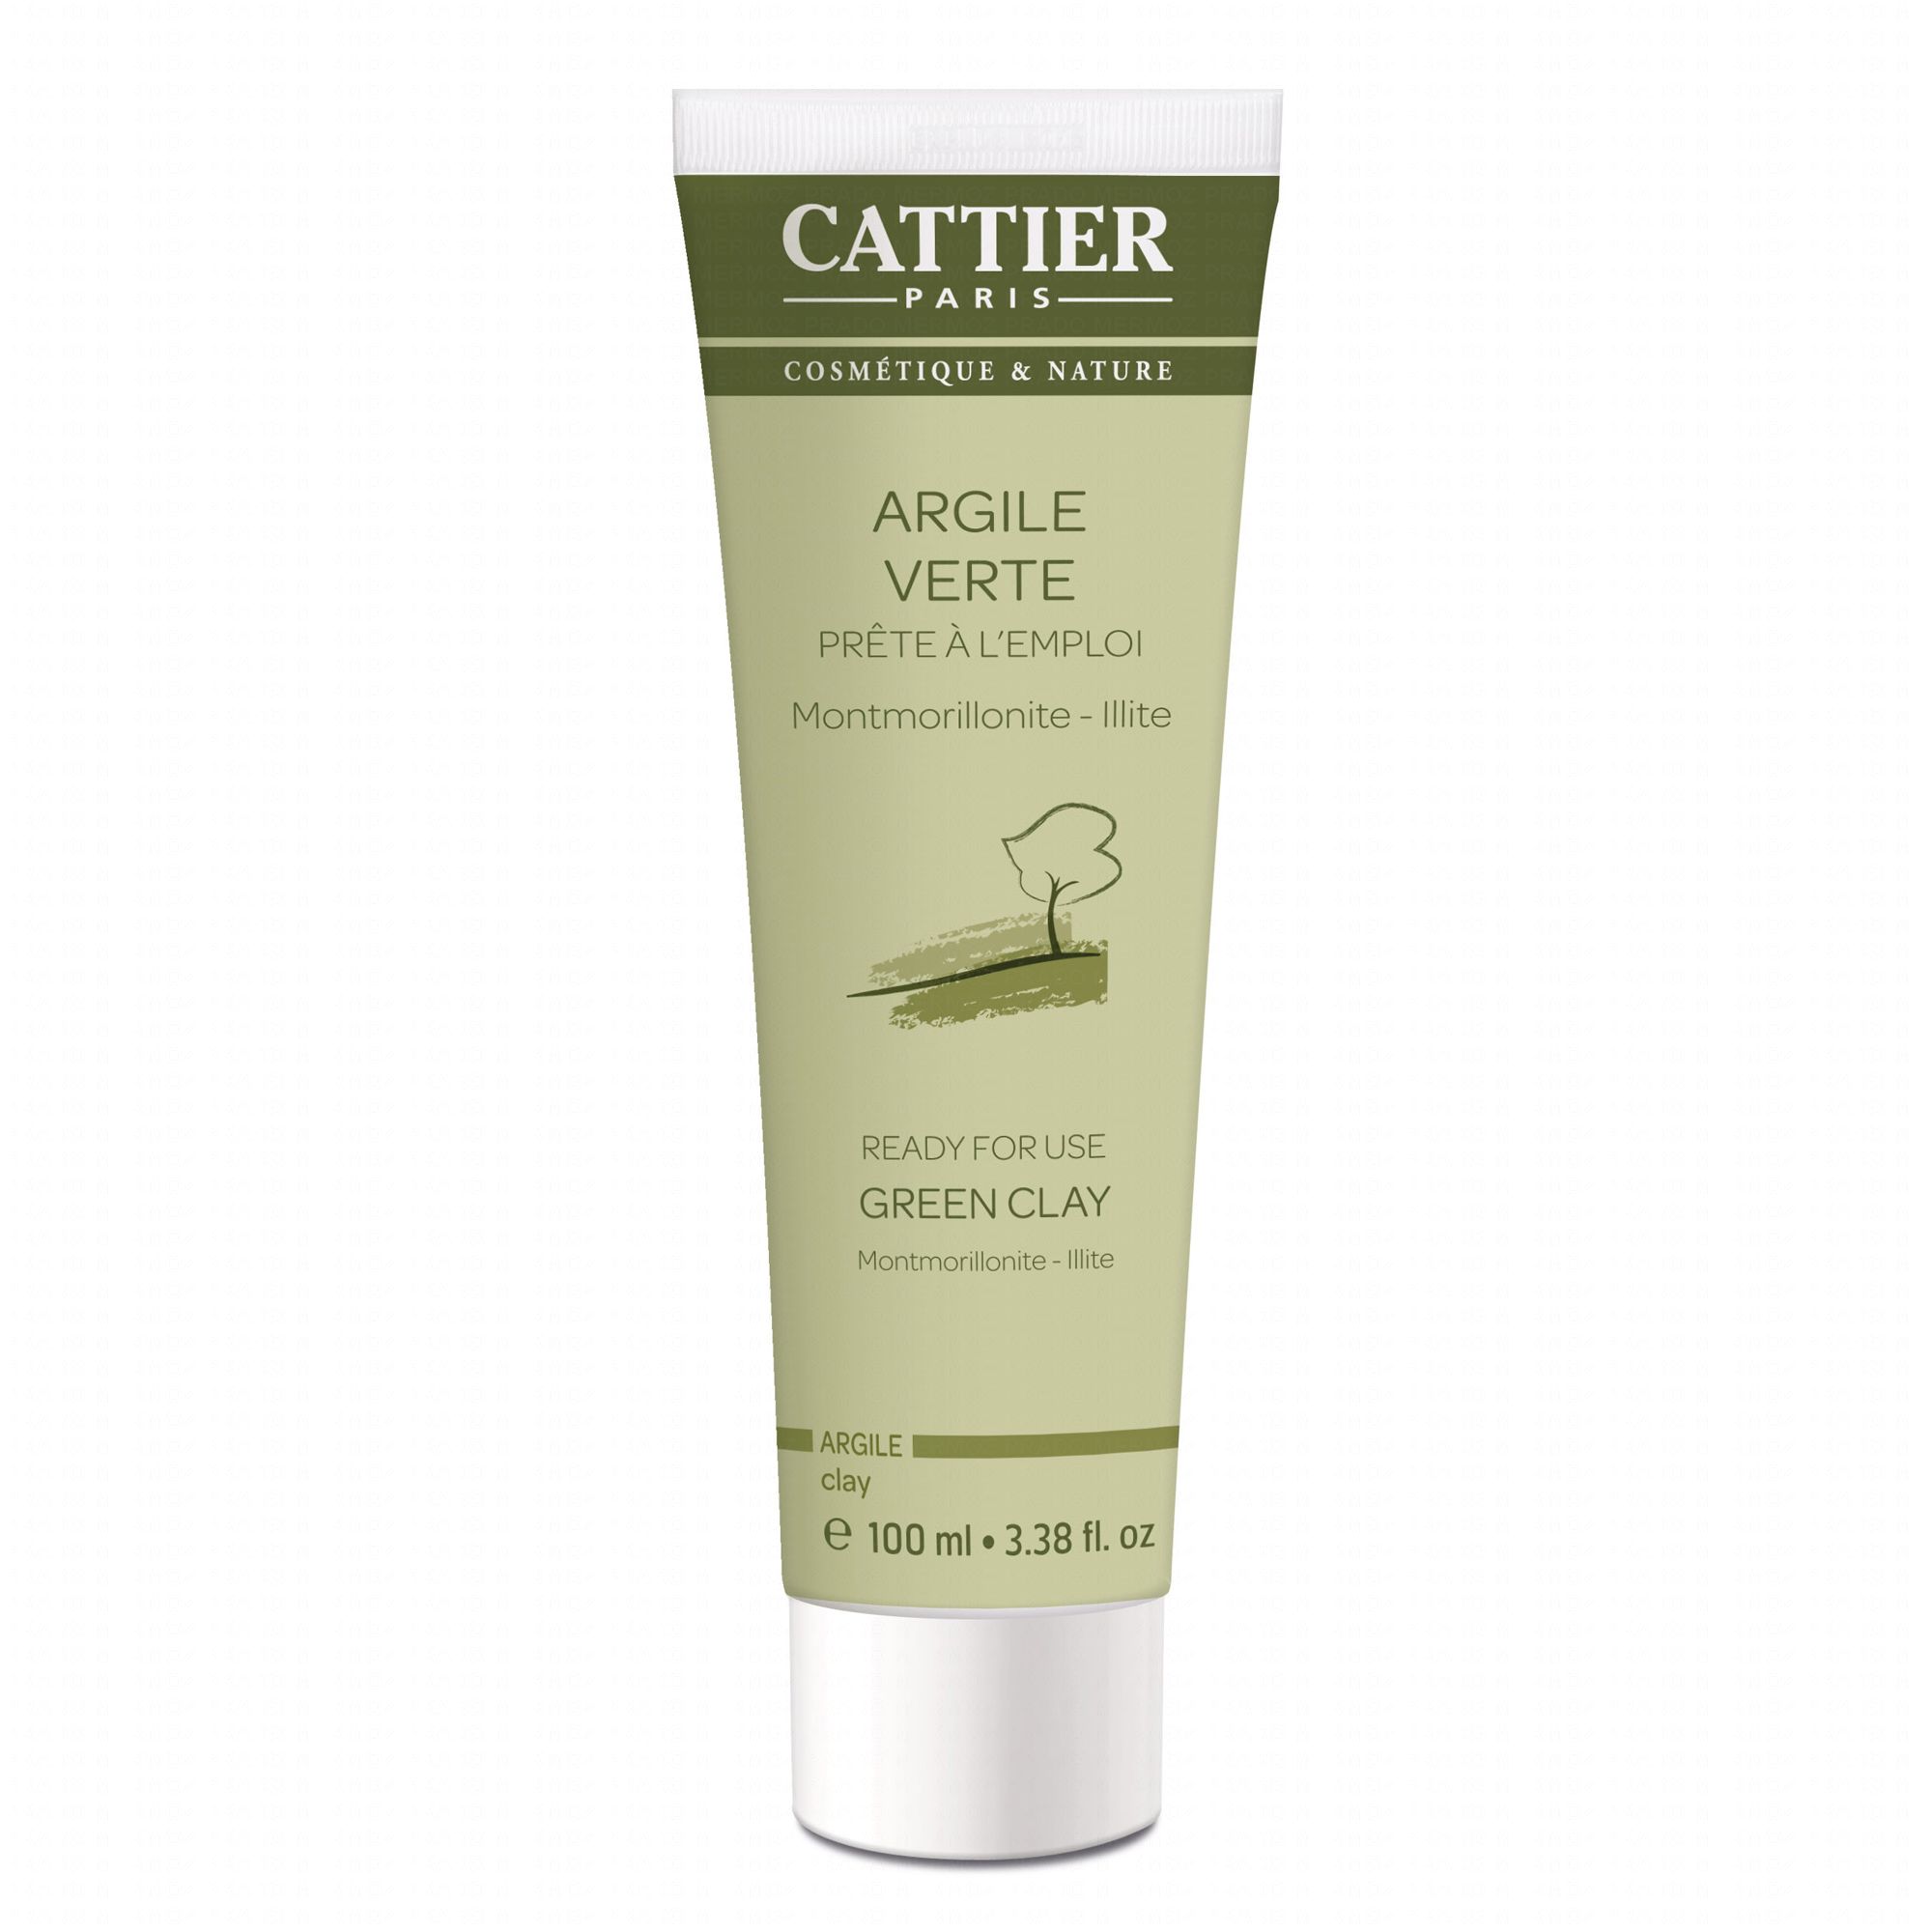 CATTIER
PARIS
COSMÉTIQUE & NATURE
ARGILE
VERTE
PRÊTE À L'EMPLOI
Montmorillonite - Illite
READY FOR USE
GREEN CLAY
Montmorillonite - Illite
ARGILE
clay
℮ 100 ml • 3.38 fl. oz